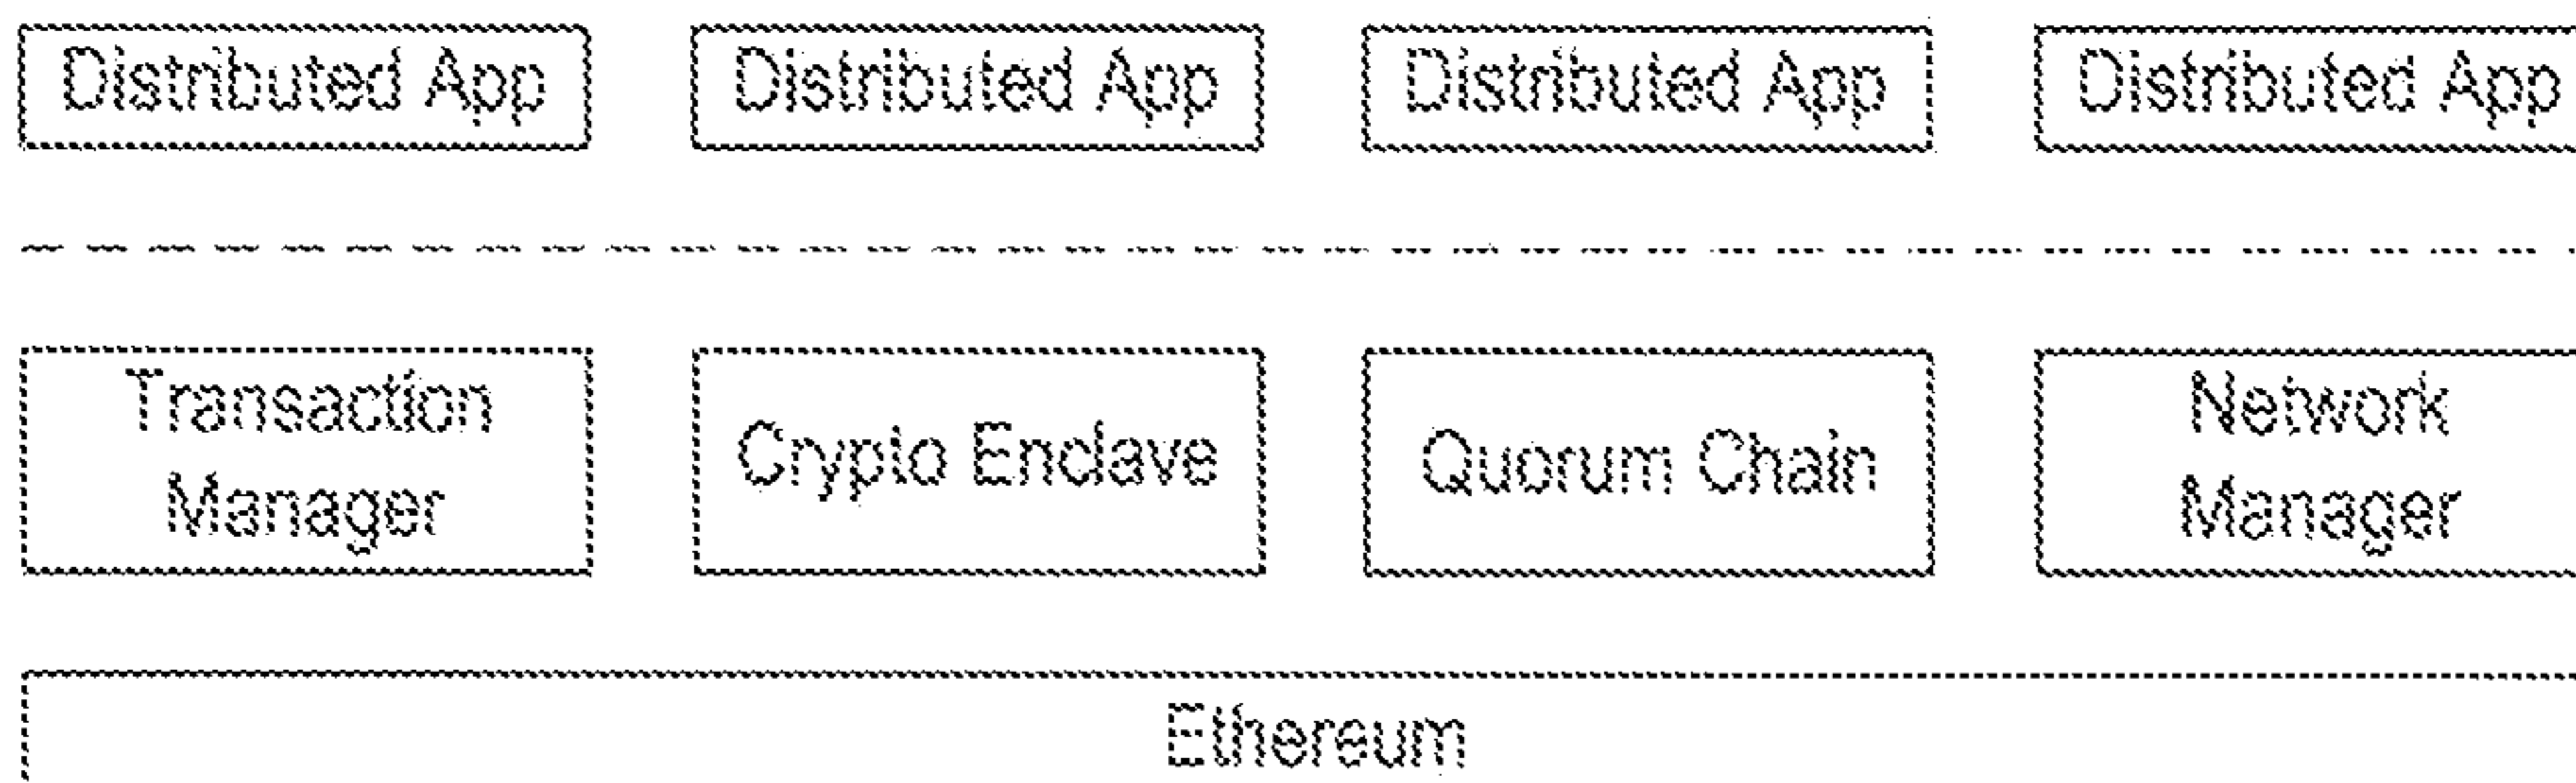 Distributed App Distributed App Distributed App Distributed App
Transaction
Manager
Crypto Enclave
Quorum Chain
Network
Manager
Ethereum